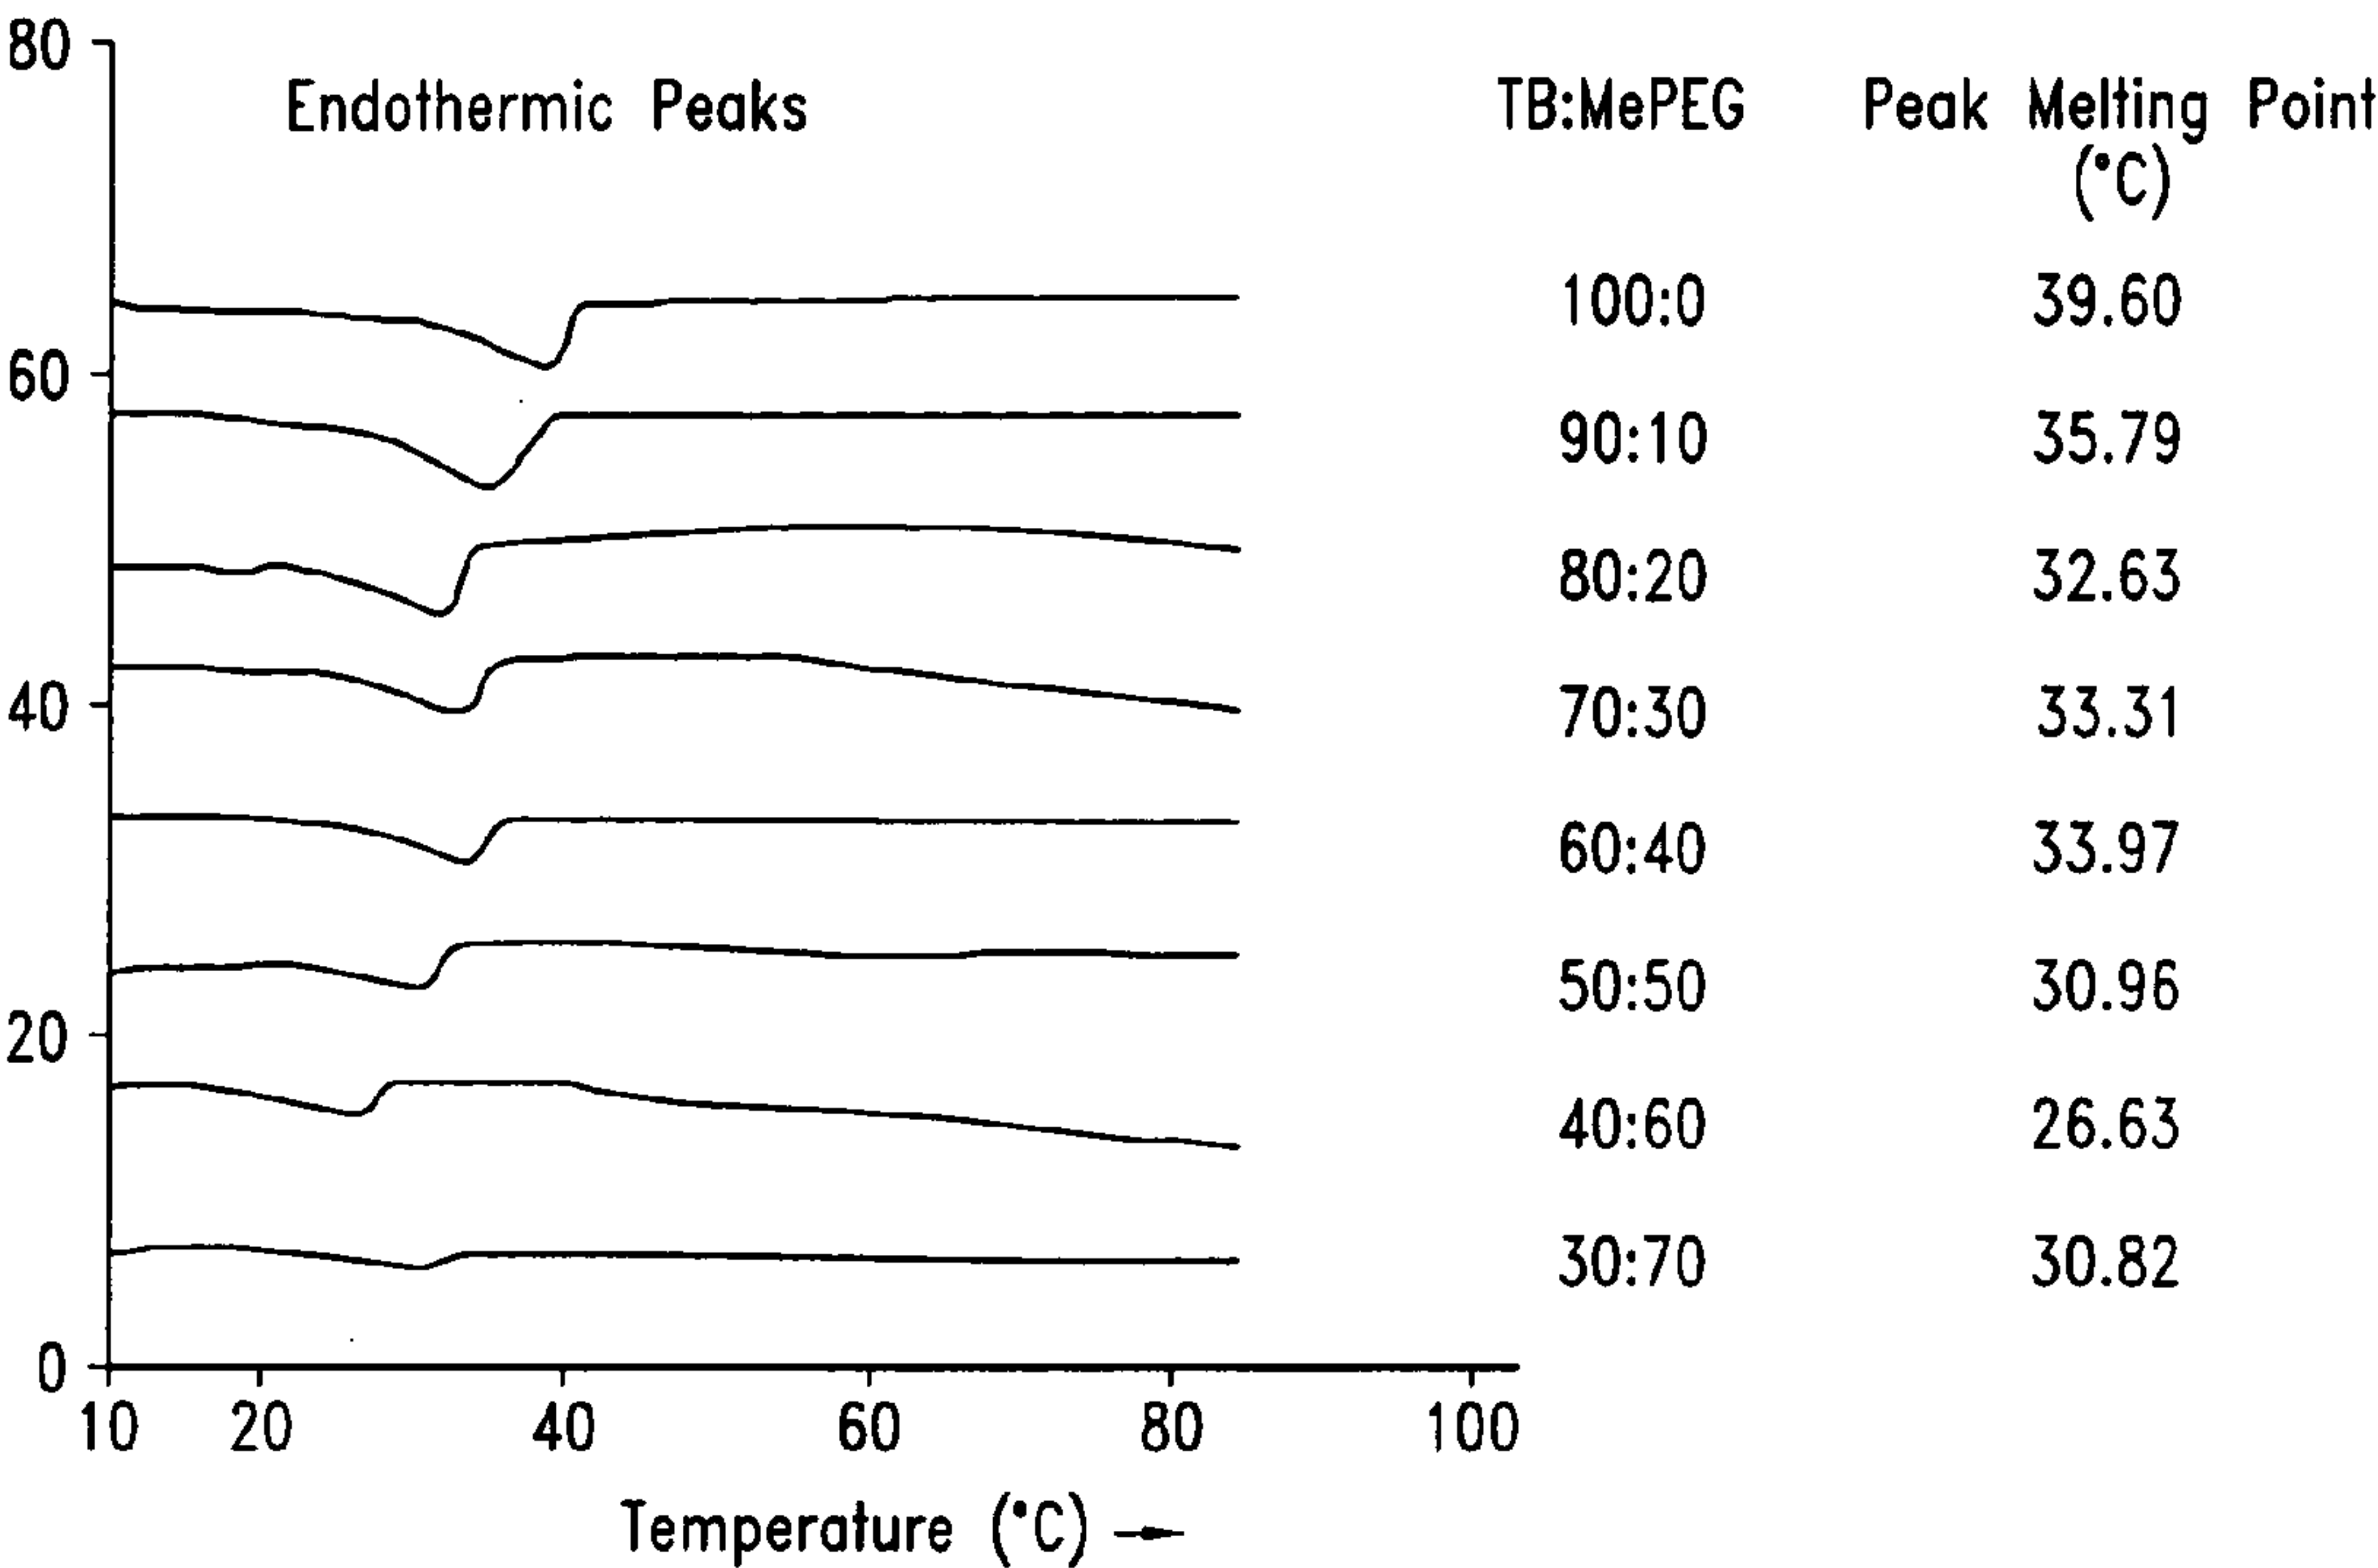 80
Endothermic Peaks TB:MePEG Peak Melting Point
(°C)
100:0 39.60
60
90:10 35.79
80:20 32.63
40 70:30 33.31
60:40 33.97
50:50 30.96
20
40:60 26.63
30:70 30.82
0
10 20 40 60 80 100
Temperature (°C)